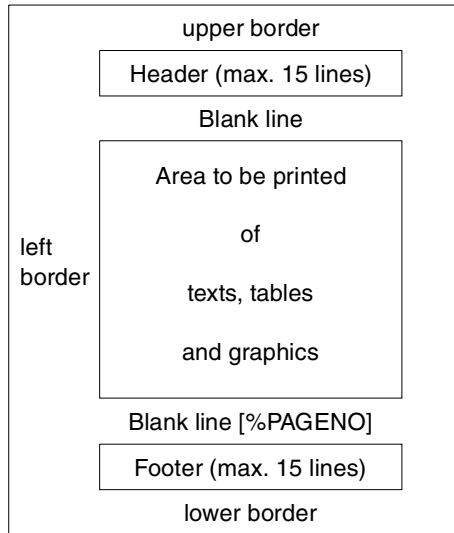 upper border
Header (max. 15 lines)
Blank line
Area to be printed
of
left
border
texts, tables
and graphics
Blank line [%PAGENO]
Footer (max. 15 lines)
lower border